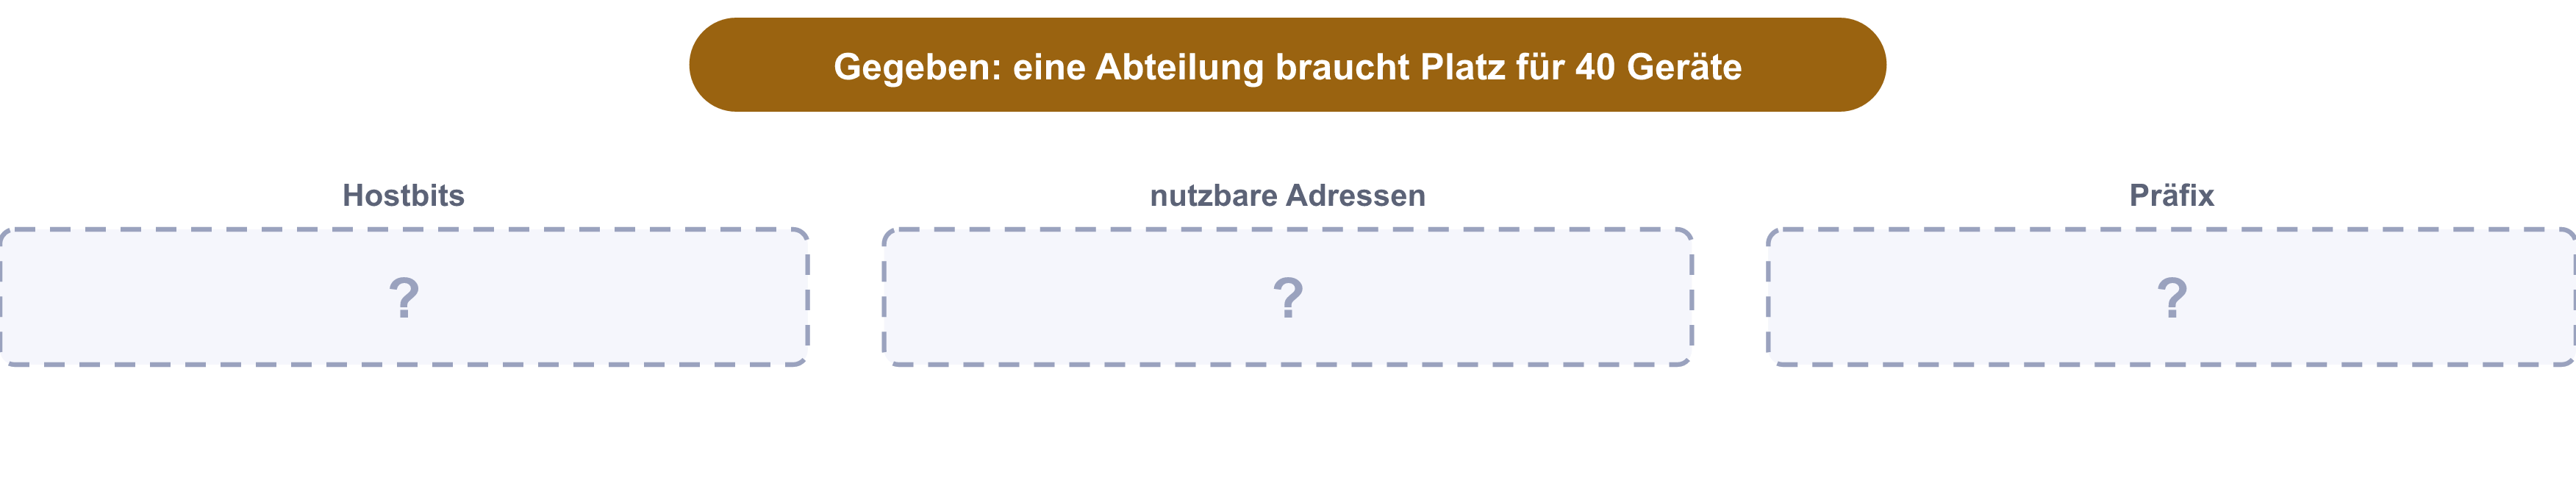 Gegeben: eine Abteilung braucht Platz für 40 Geräte
Hostbits
nutzbare Adressen
Präfix
?
?
?